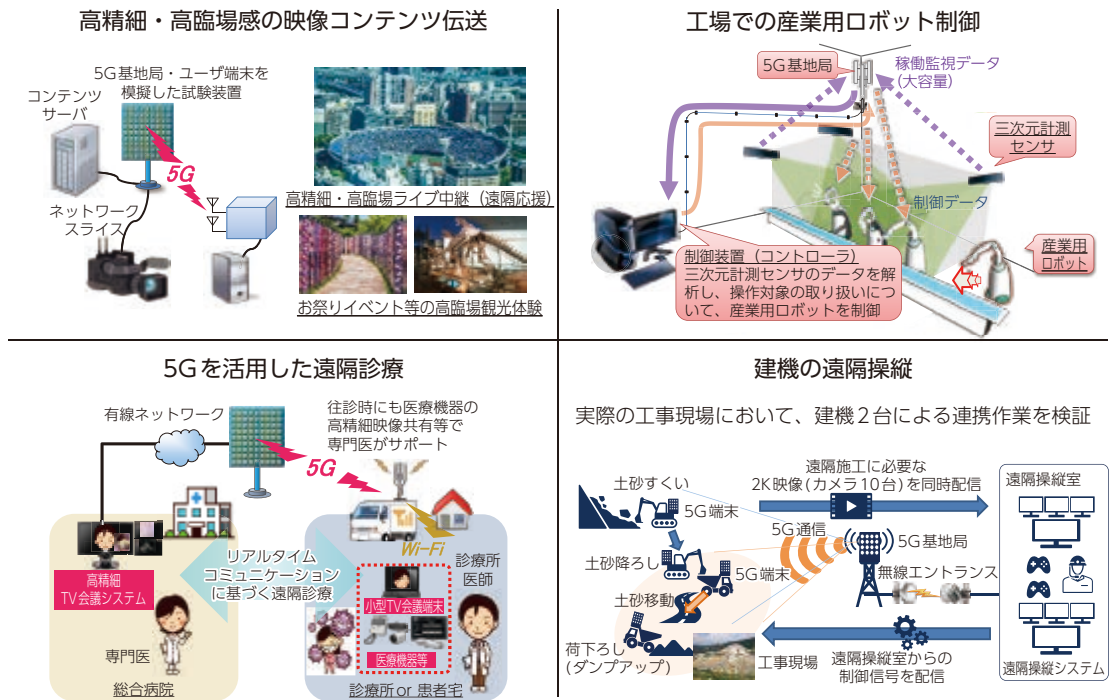 高精細・高臨場感の映像コンテンツ伝送
5G基地局・ユーザ端末を
模擬した試験装置
コンテンツ
サーバ
5G
ネットワーク
スライス
高精細・高臨場ライブ中継（遠隔応援）
お祭りイベント等の高臨場観光体験
工場での産業用ロボット制御
5G基地局
稼働監視データ
(大容量)
三次元計測
センサ
制御データ
産業用
ロボット
制御装置（コントローラ）
三次元計測センサのデータを解
析し、操作対象の取り扱いにつ
いて、産業用ロボットを制御
5Gを活用した遠隔診療
有線ネットワーク
往診時にも医療機器の
高精細映像共有等で
専門医がサポート
5G
Wi-Fi
高精細
TV会議システム
リアルタイム
コミュニケーション
に基づく遠隔診療
診療所
医師
小型TV会議端末
医療機器等
専門医
総合病院
診療所or 患者宅
建機の遠隔操縦
実際の工事現場において、建機２台による連携作業を検証
土砂すくい
5G端末
遠隔施工に必要な
2K映像(カメラ10台)を同時配信
遠隔操縦室
5G通信
5G基地局
土砂降ろし
5G端末
無線エントランス
土砂移動
荷下ろし
(ダンプアップ)
工事現場
遠隔操縦室からの
制御信号を配信
遠隔操縦システム